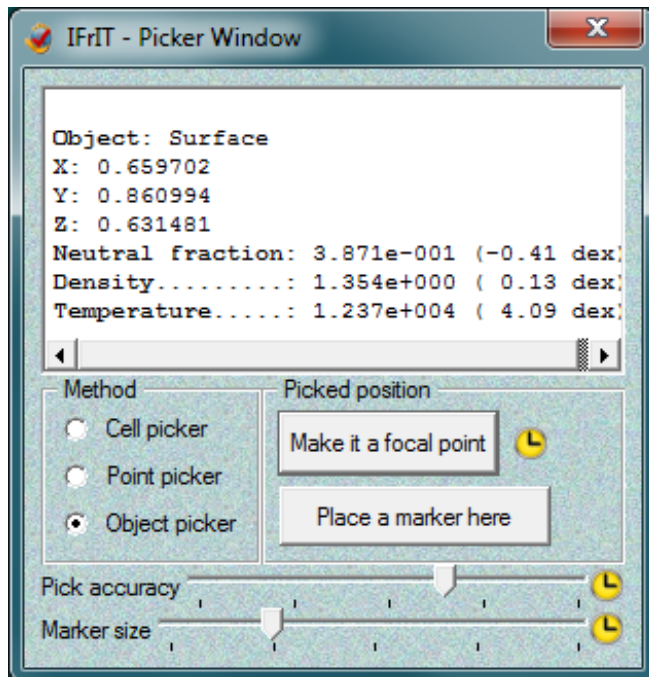 IFrIT - Picker Window
Object: Surface
X: 0.659702
Y: 0.860994
Z: 0.631481
Neutral fraction: 3.871e-001 (-0.41 dex)
Density.........: 1.354e+000 ( 0.13 dex)
Temperature.....: 1.237e+004 ( 4.09 dex)
Method
Cell picker
Point picker
Object picker
Picked position
Make it a focal point
Place a marker here
Pick accuracy
Marker size